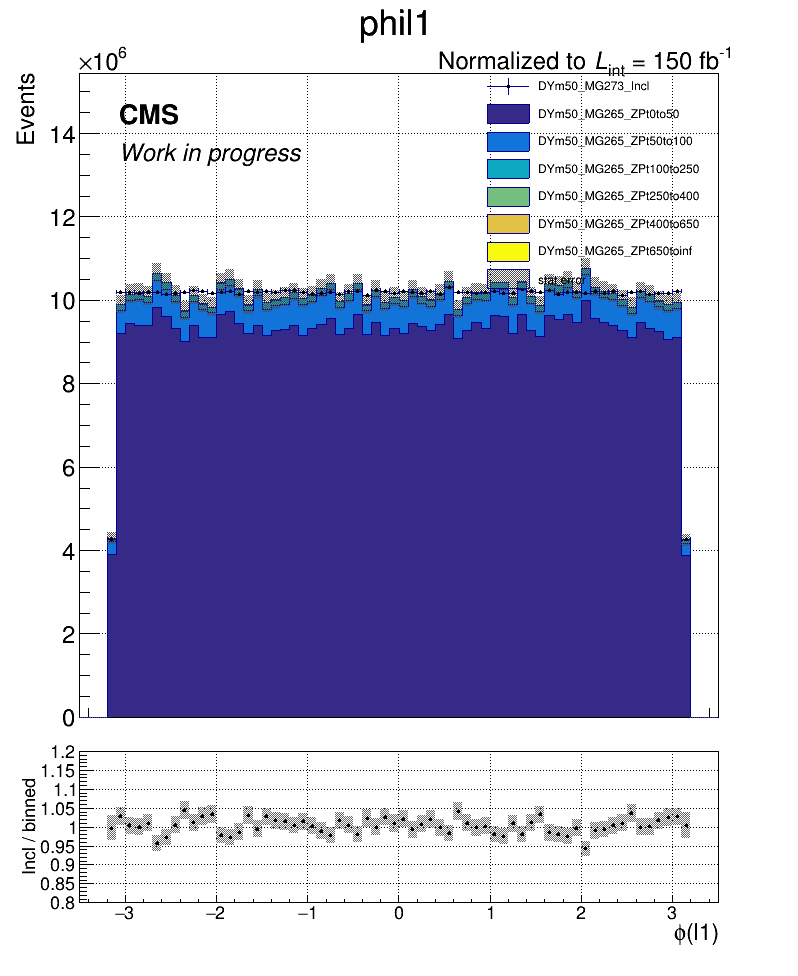 phil1
×10^6
Normalized to L_int = 150 fb^-1
Events
CMS
Work in progress
DYm50_MG273_Incl
DYm50_MG265_ZPt0to50
DYm50_MG265_ZPt50to100
DYm50_MG265_ZPt100to250
DYm50_MG265_ZPt250to400
DYm50_MG265_ZPt400to650
DYm50_MG265_ZPt650toinf
stat error
14
12
10
8
6
4
2
0
Incl / binned
1.2
1.15
1.1
1.05
1
0.95
0.9
0.85
0.8
−3 −2 −1 0 1 2 3
ϕ(l1)